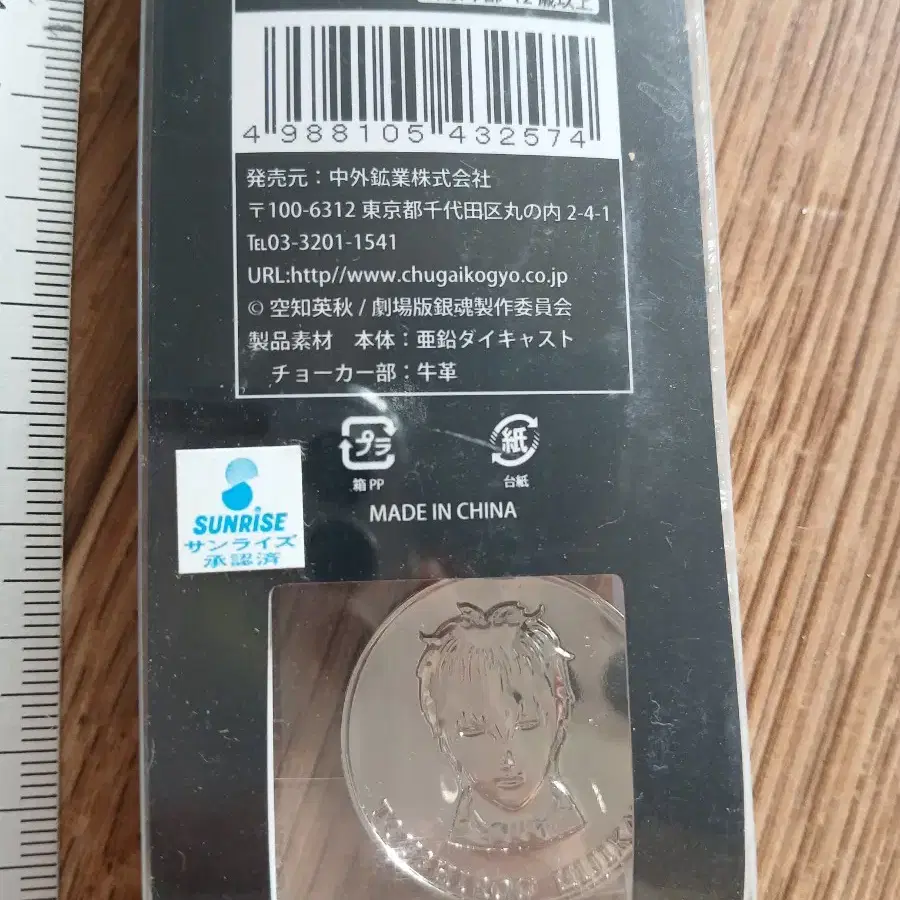 12 歳以上
4 988105 432574
発売元：中外鉱業株式会社
〒100-6312 東京都千代田区丸の内 2-4-1
℡03-3201-1541
URL:http//www.chugaikogyo.co.jp
© 空知英秋 / 劇場版銀魂製作委員会
製品素材　本体：亜鉛ダイキャスト
チョーカー部：牛革
プラ
箱 PP
紙
台紙
MADE IN CHINA
SUNRISE
サンライズ
承認済